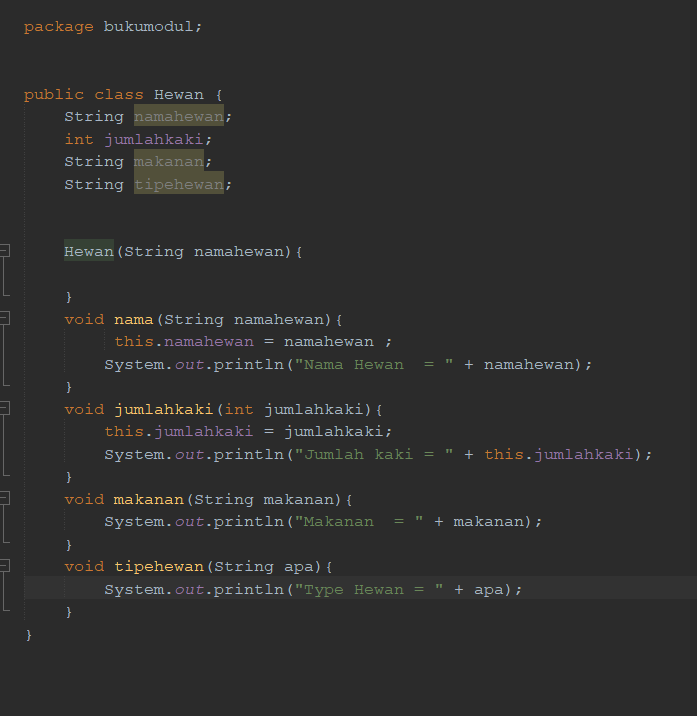 package bukumodul;
public class Hewan {
String namahewan;
int jumlahkaki;
String makanan;
String tipehewan;
Hewan(String namahewan){
}
void nama(String namahewan){
this.namahewan = namahewan ;
System.out.println("Nama Hewan  = " + namahewan);
}
void jumlahkaki(int jumlahkaki){
this.jumlahkaki = jumlahkaki;
System.out.println("Jumlah kaki = " + this.jumlahkaki);
}
void makanan(String makanan){
System.out.println("Makanan  = " + makanan);
}
void tipehewan(String apa){
System.out.println("Type Hewan = " + apa);
}
}